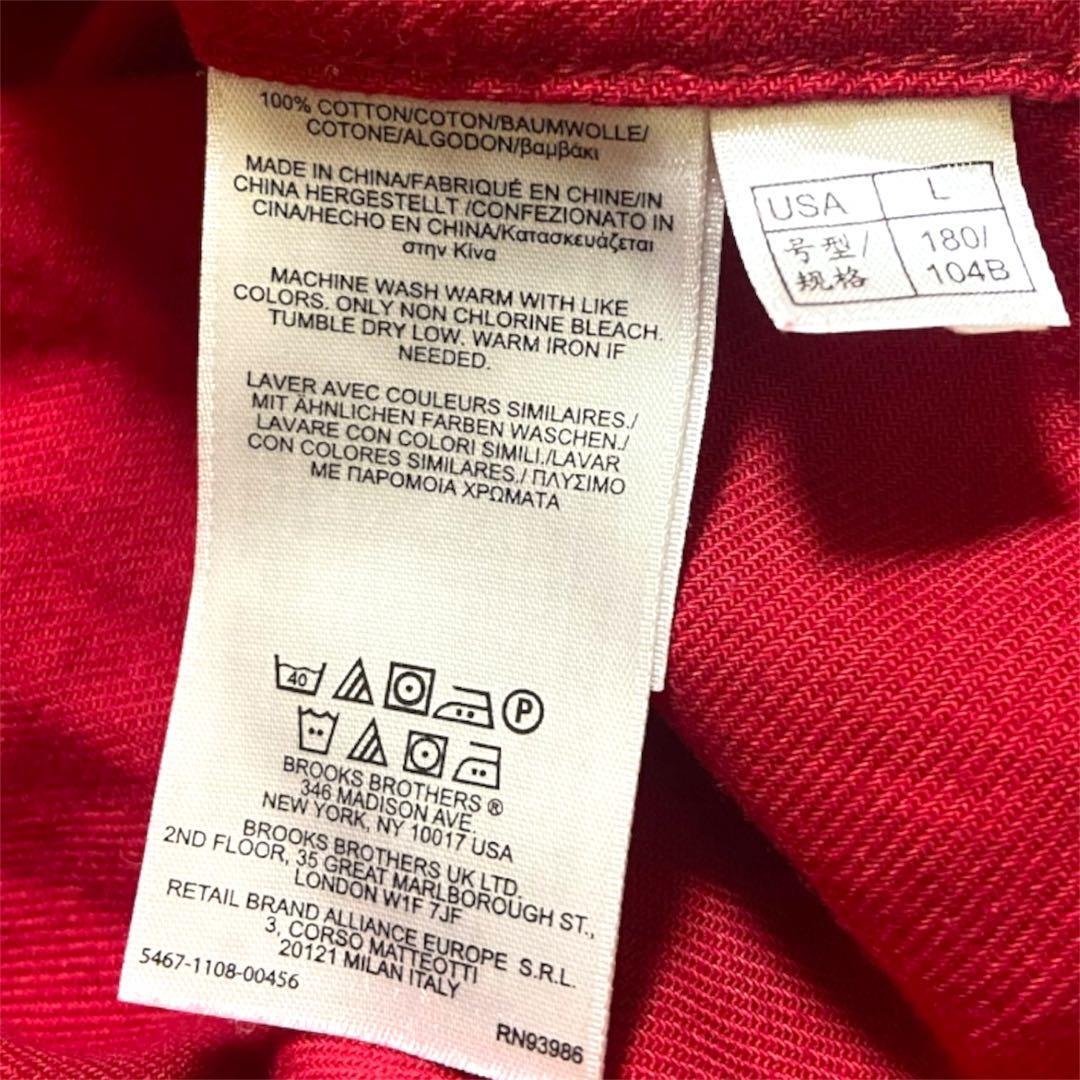 100% COTTON/COTON/BAUMWOLLE/
COTONE/ALGODON/βαμβάκι
MADE IN CHINA/FABRIQUÉ EN CHINE/IN
CHINA HERGESTELLT /CONFEZIONATO IN
CINA/HECHO EN CHINA/Κατασκευάζεται
στην Κίνα
MACHINE WASH WARM WITH LIKE
COLORS. ONLY NON CHLORINE BLEACH.
TUMBLE DRY LOW. WARM IRON IF
NEEDED.
LAVER AVEC COULEURS SIMILAIRES./
MIT ÄHNLICHEN FARBEN WASCHEN./
LAVARE CON COLORI SIMILI./LAVAR
CON COLORES SIMILARES./ ΠΛΥΣΙΜΟ
ΜΕ ΠΑΡΟΜΟΙΑ ΧΡΩΜΑΤΑ
40 P
BROOKS BROTHERS ®
346 MADISON AVE.
NEW YORK, NY 10017 USA
BROOKS BROTHERS UK LTD.
2ND FLOOR, 35 GREAT MARLBOROUGH ST.,
LONDON W1F 7JF
RETAIL BRAND ALLIANCE EUROPE S.R.L.
3, CORSO MATTEOTTI
20121 MILAN ITALY
5467-1108-00456
RN93986
USA L
号型/ 180/
规格 104B